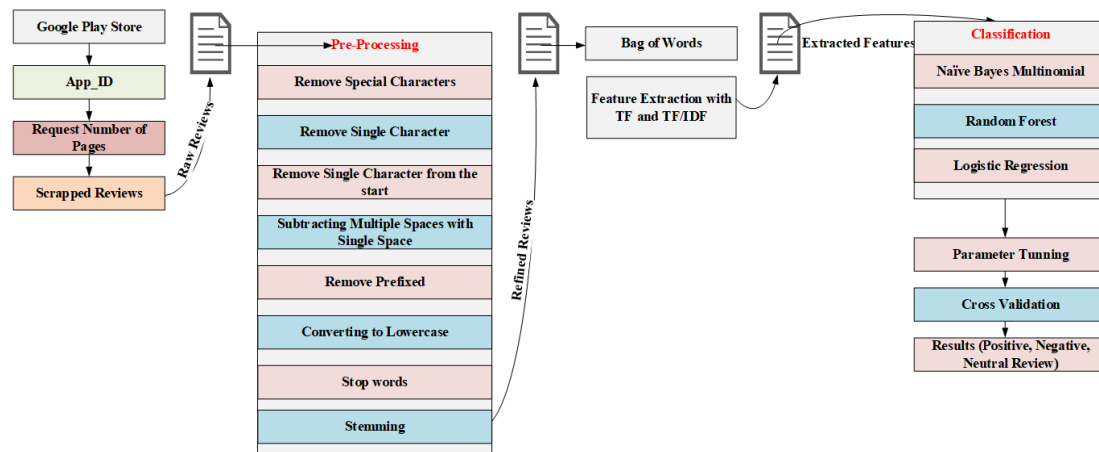 Google Play Store
App_ID
Request Number of
Pages
Scrapped Reviews
Raw Reviews
Pre-Processing
Remove Special Characters
Remove Single Character
Remove Single Character from the
start
Subtracting Multiple Spaces with
Single Space
Remove Prefixed
Converting to Lowercase
Stop words
Stemming
Refined Reviews
Bag of Words
Feature Extraction with
TF and TF/IDF
Extracted Features
Classification
Naïve Bayes Multinomial
Random Forest
Logistic Regression
Parameter Tunning
Cross Validation
Results (Positive, Negative,
Neutral Review)